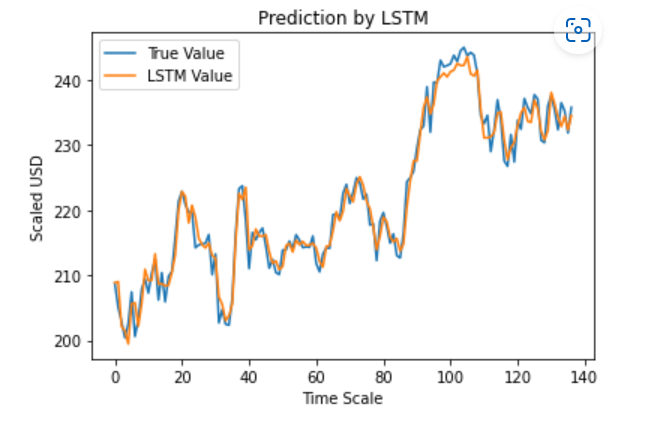 Prediction by LSTM
True Value
LSTM Value
240
230
220
210
200
Scaled USD
0 20 40 60 80 100 120 140
Time Scale